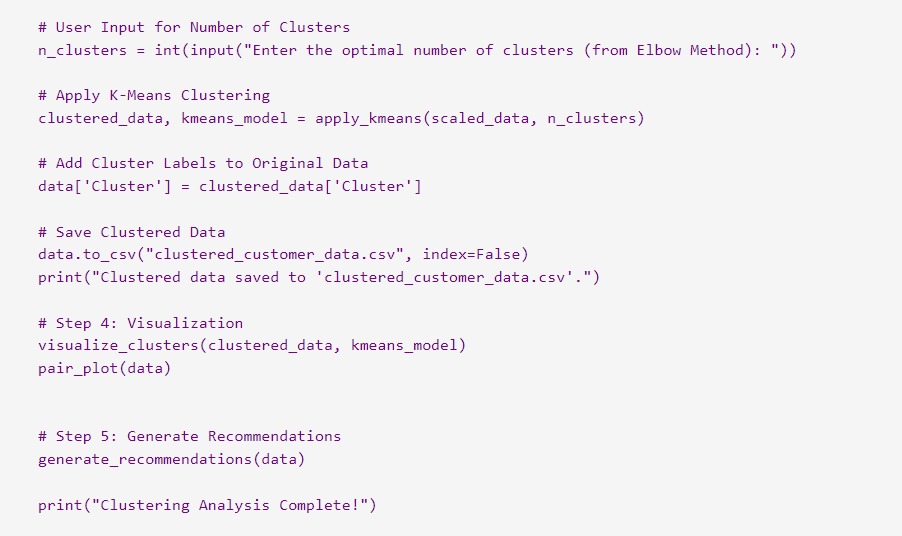 # User Input for Number of Clusters
n_clusters = int(input("Enter the optimal number of clusters (from Elbow Method): "))
# Apply K-Means Clustering
clustered_data, kmeans_model = apply_kmeans(scaled_data, n_clusters)
# Add Cluster Labels to Original Data
data['Cluster'] = clustered_data['Cluster']
# Save Clustered Data
data.to_csv("clustered_customer_data.csv", index=False)
print("Clustered data saved to 'clustered_customer_data.csv'.")
# Step 4: Visualization
visualize_clusters(clustered_data, kmeans_model)
pair_plot(data)
# Step 5: Generate Recommendations
generate_recommendations(data)
print("Clustering Analysis Complete!")